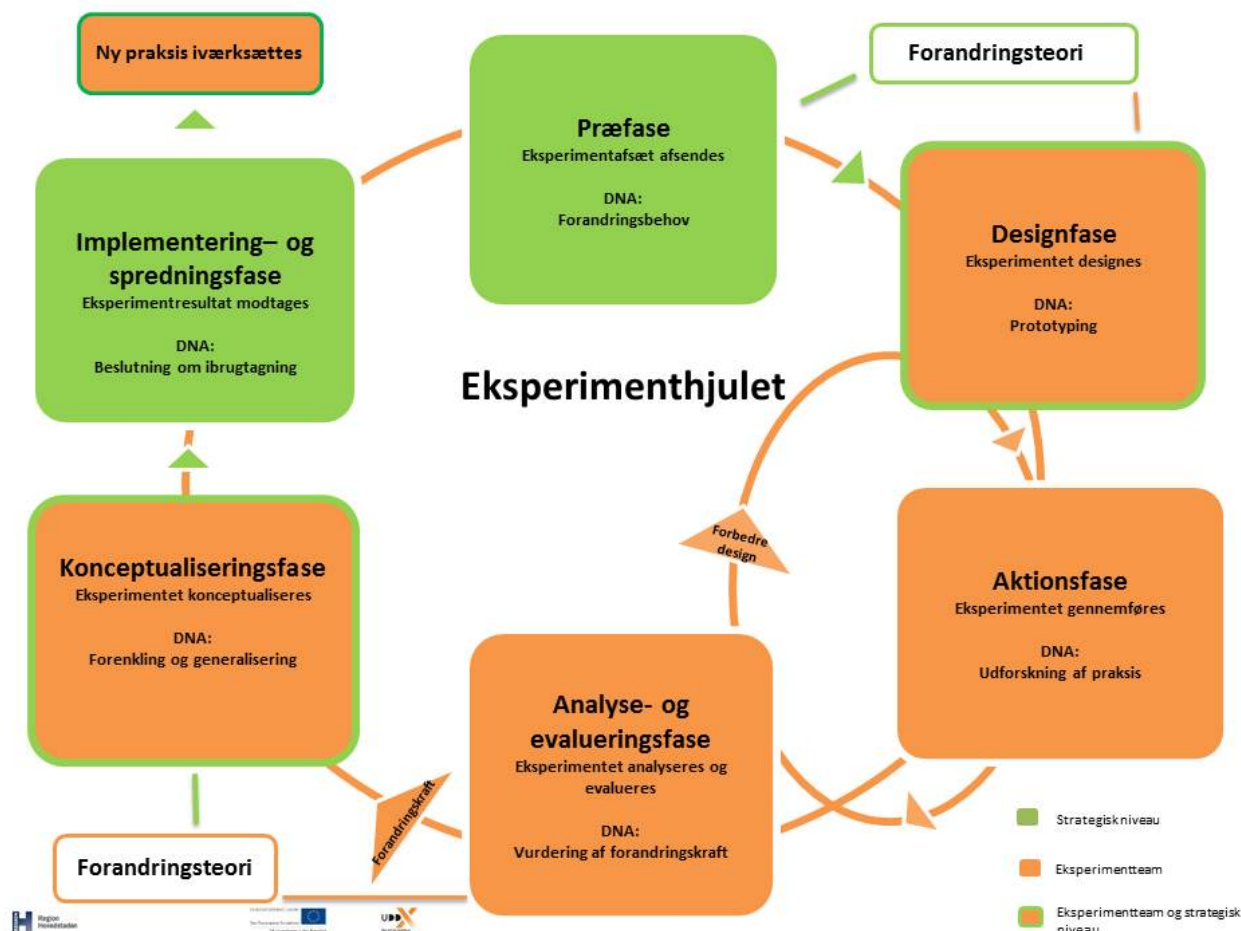 Ny praksis iværksættes
Forandringsteori
Præfase
Eksperimentafsæt afsendes
DNA:
Forandringsbehov
Implementering– og
spredningsfase
Eksperimentresultat modtages
DNA:
Beslutning om ibrugtagning
Designfase
Eksperimentet designes
DNA:
Prototyping
Eksperimenthjulet
Konceptualiseringsfase
Eksperimentet konceptualiseres
DNA:
Forenkling og generalisering
Forbedre
design
Aktionsfase
Eksperimentet gennemføres
DNA:
Udforskning af praksis
Analyse- og
evalueringsfase
Eksperimentet analyseres og
evalueres
DNA:
Vurdering af forandringskraft
Forandringskraft
Forandringsteori
Strategisk niveau
Eksperimentteam
Eksperimentteam og strategisk
niveau
Region
Hovedstaden
UDDX